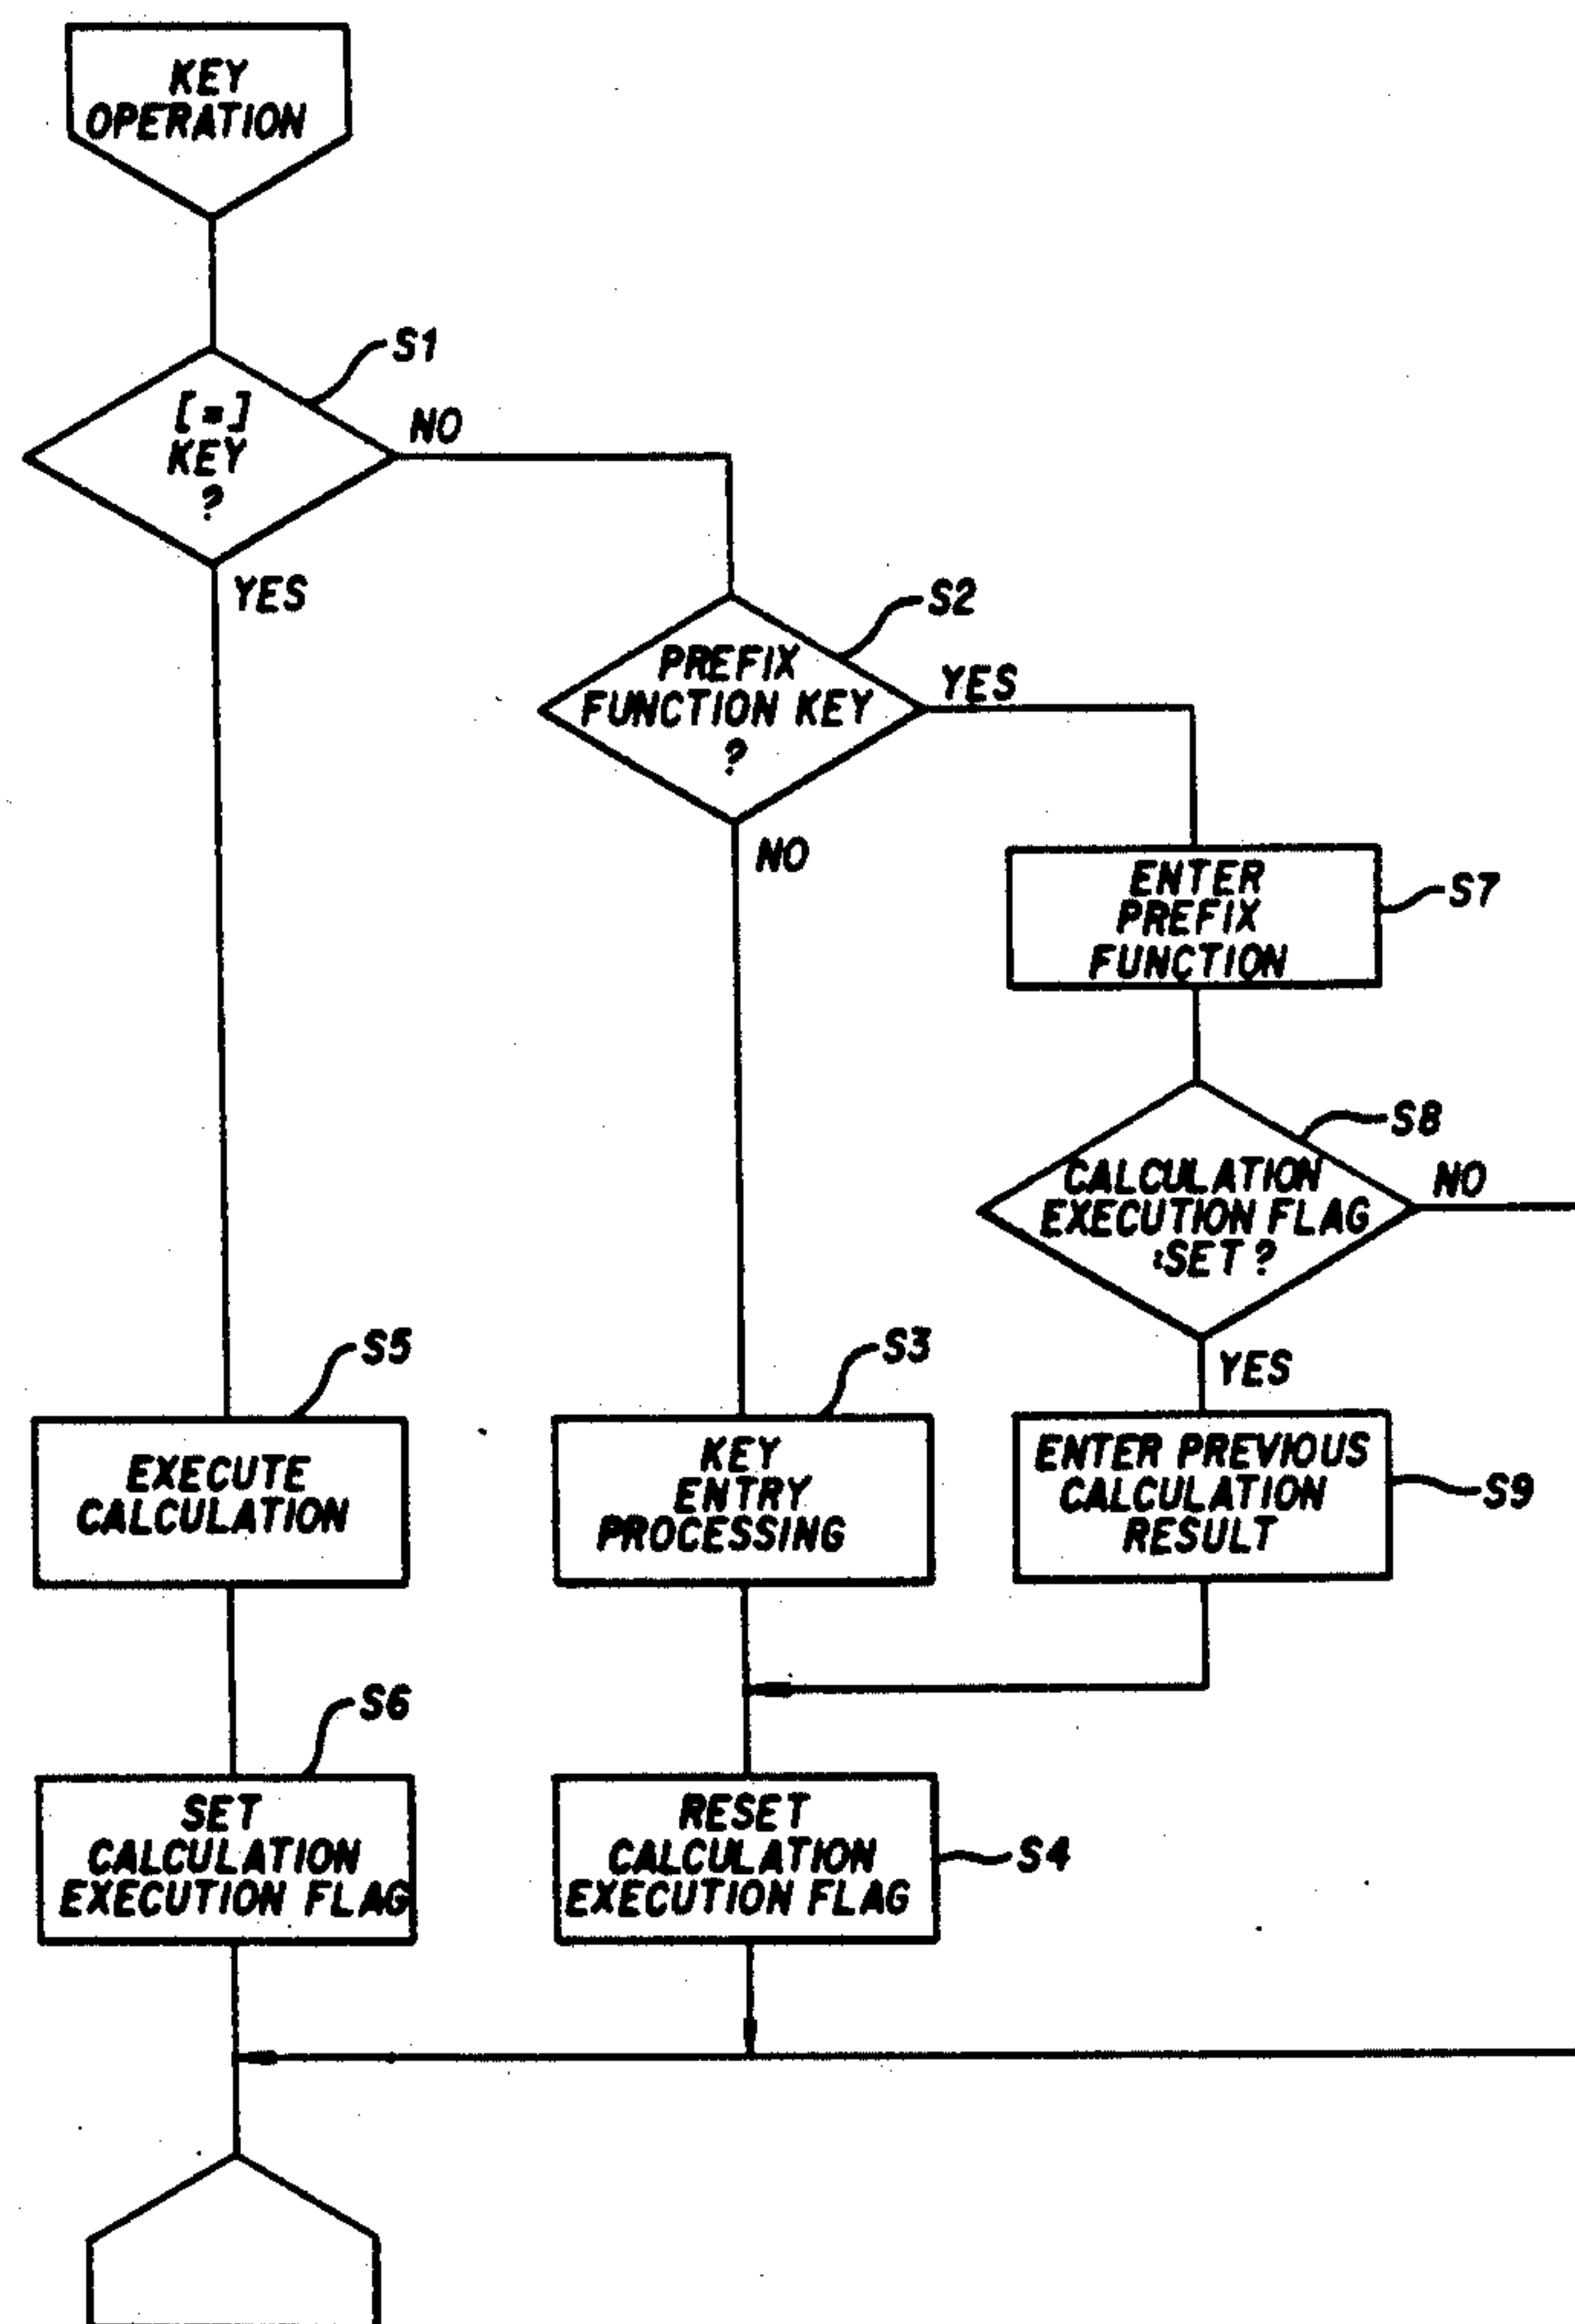 KEY
OPERATION
S1
[=]
KEY
?
NO
YES
S2
PREFIX
FUNCTION KEY
?
YES
NO
ENTER
PREFIX
FUNCTION
S7
S8
CALCULATION
EXECUTION FLAG
:SET ?
NO
YES
S5
EXECUTE
CALCULATION
S3
KEY
ENTRY
PROCESSING
ENTER PREVIOUS
CALCULATION
RESULT
S9
S6
SET
CALCULATION
EXECUTION FLAG
RESET
CALCULATION
EXECUTION FLAG
S4